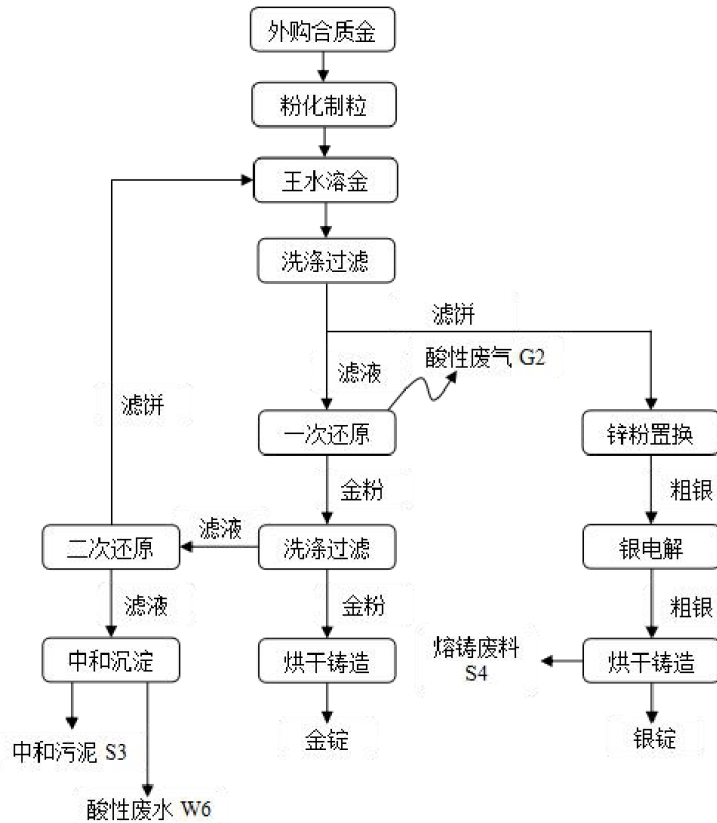 外购合质金
粉化制粒
王水溶金
洗涤过滤
滤饼
酸性废气 G2
滤液
滤饼
一次还原
锌粉置换
金粉
粗银
滤液
二次还原
洗涤过滤
银电解
滤液
金粉
粗银
中和沉淀
烘干铸造
熔铸废料
S4
烘干铸造
金锭
银锭
中和污泥 S3
酸性废水 W6